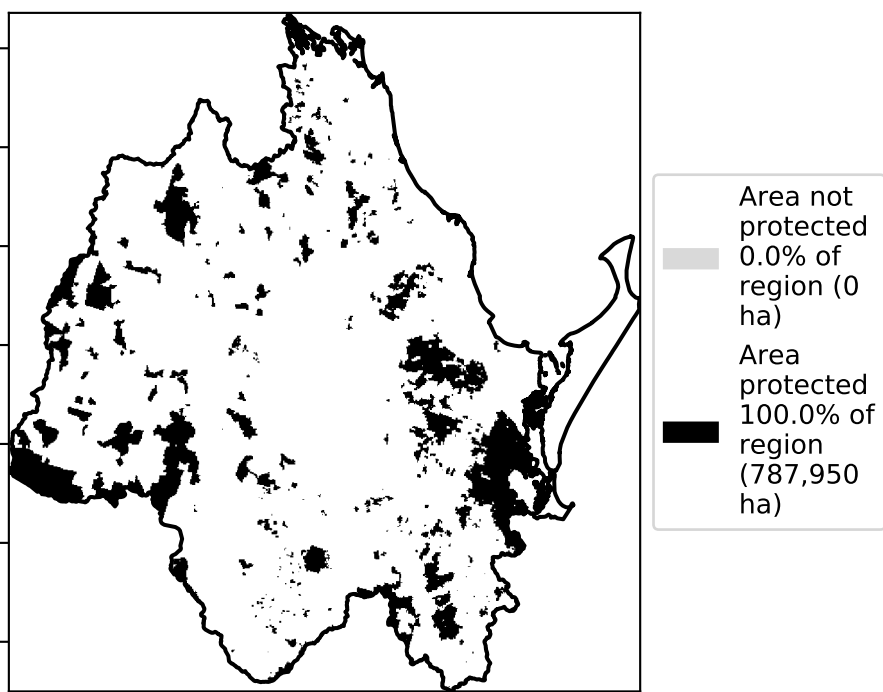 Area not
protected
0.0% of
region (0
ha)
Area
protected
100.0% of
region
(787,950
ha)